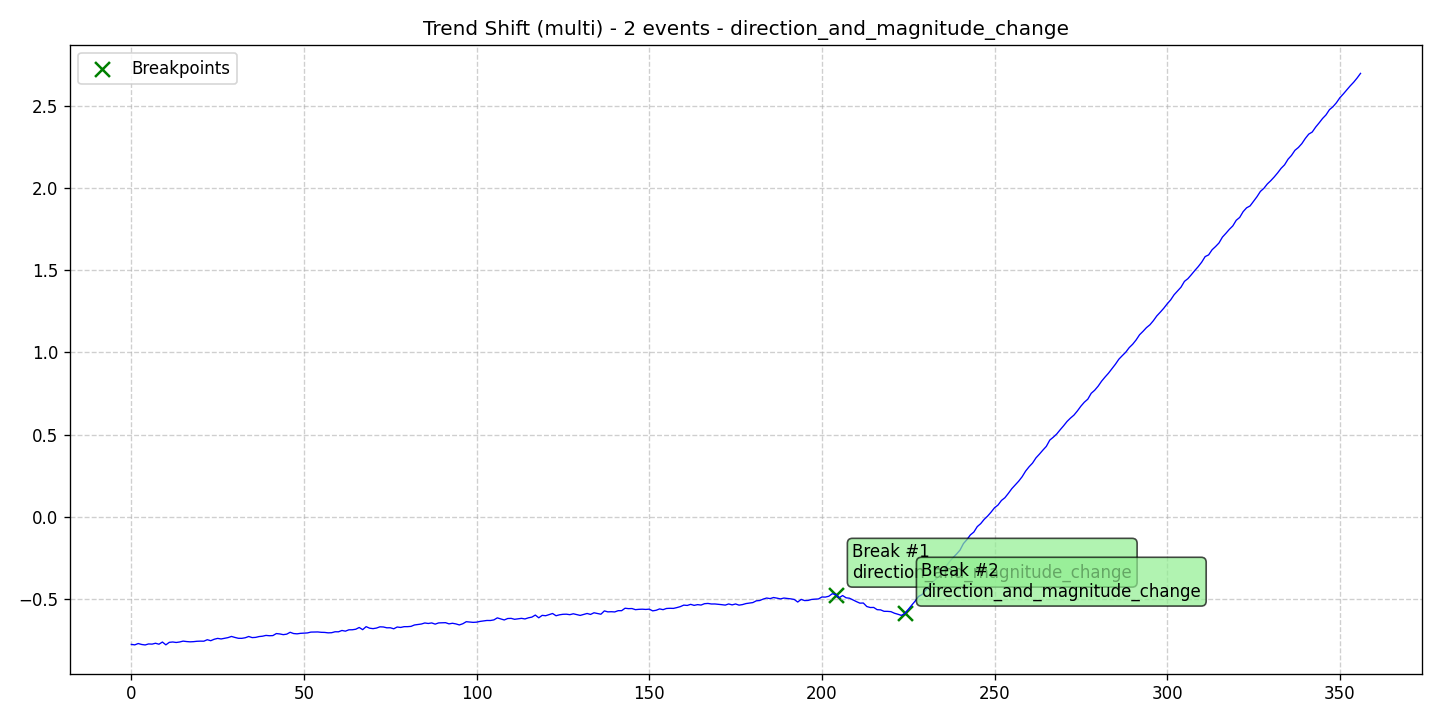 Trend Shift (multi) - 2 events - direction_and_magnitude_change
Breakpoints
2.5
2.0
1.5
1.0
0.5
0.0
−0.5
Break #1
direction_and_magnitude_change
Break #2
direction_and_magnitude_change
0
50
100
150
200
250
300
350